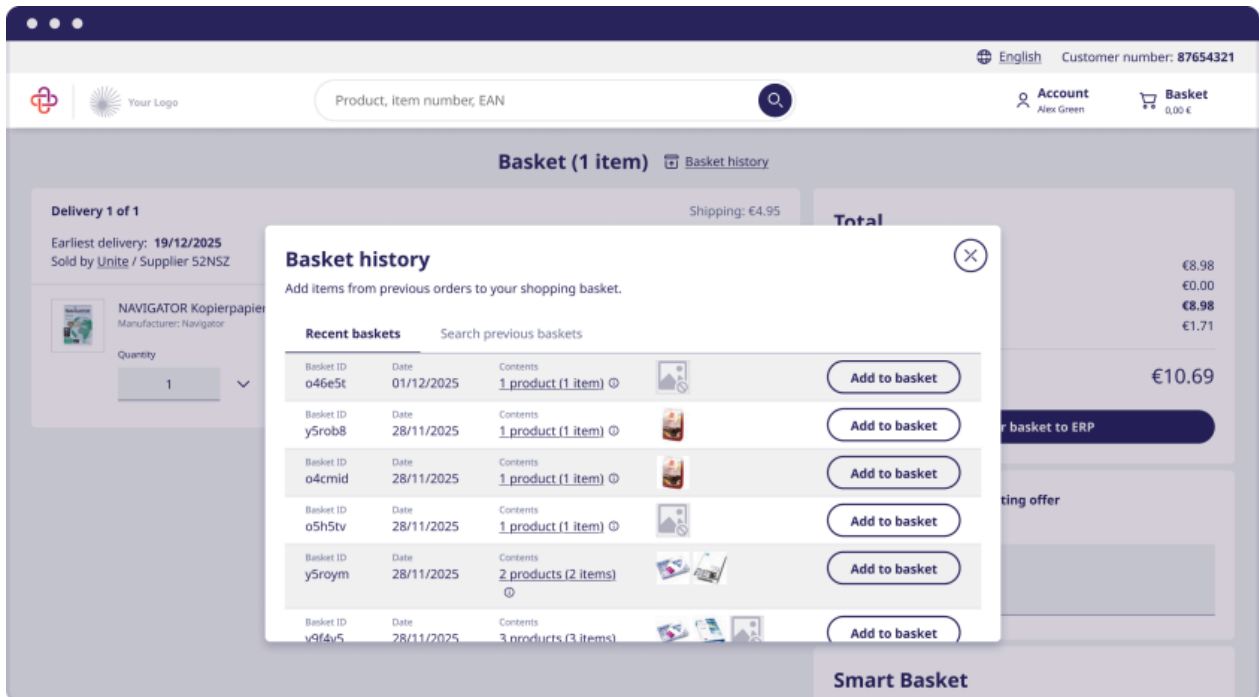 English Customer number: 87654321
Your Logo
Product, item number, EAN
Account
Alex Green
Basket
0,00 €
Basket (1 item) Basket history
Delivery 1 of 1
Shipping: €4.95
Earliest delivery: 19/12/2025
Sold by Unite / Supplier 52NSZ
NAVIGATOR Kopierpapier
Manufacturer: Navigator
Quantity
1
Total
€8.98
€0.00
€8.98
€1.71
€10.69
basket to ERP
offer
Smart Basket
Basket history
Add items from previous orders to your shopping basket.
Recent baskets Search previous baskets
Basket ID Date Contents
o46e5t 01/12/2025 1 product (1 item) Add to basket
Basket ID Date Contents
y5rob8 28/11/2025 1 product (1 item) Add to basket
Basket ID Date Contents
o4cmid 28/11/2025 1 product (1 item) Add to basket
Basket ID Date Contents
o5h5tv 28/11/2025 1 product (1 item) Add to basket
Basket ID Date Contents
y5roym 28/11/2025 2 products (2 items) Add to basket
Basket ID Date Contents
v9f4v5 28/11/2025 3 products (3 items) Add to basket